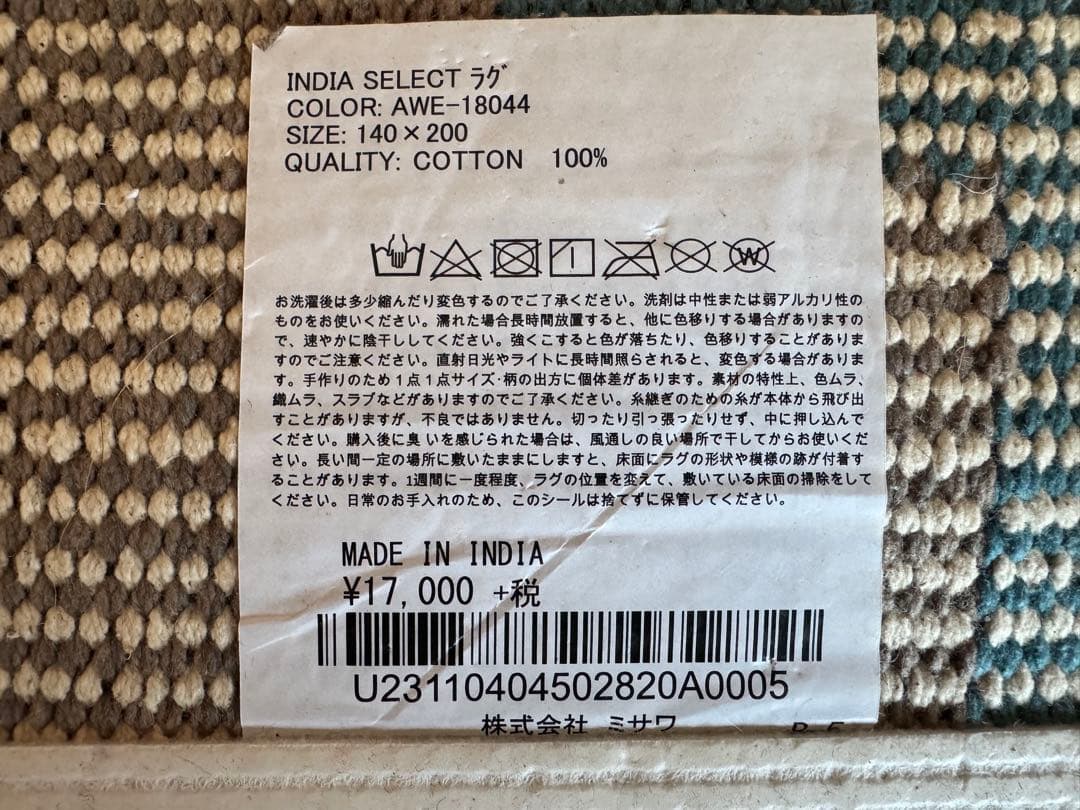 INDIA SELECT ラグ
COLOR: AWE-18044
SIZE: 140×200
QUALITY: COTTON 100%
W
お洗濯後は多少縮んだり変色するのでご了承ください。洗剤は中性または弱アルカリ性の
ものをお使いください。濡れた場合長時間放置すると、他に色移りする場合がありますの
で、速やかに陰干ししてください。強くこすると色が落ちたり、色移りすることがありま
すのでご注意ください。直射日光やライトに長時間照らされると、変色する場合がありま
す。手作りのため1点1点サイズ・柄の出方に個体差があります。素材の特性上、色ムラ、
織ムラ、スラブなどがありますのでご了承ください。糸継ぎのための糸が本体から飛び出
すことがありますが、不良ではありません。切ったり引っ張ったりせず、中に押し込んで
ください。購入後に臭いを感じられた場合は、風通しの良い場所で干してからお使いくだ
さい。長い間一定の場所に敷いたままにしますと、床面にラグの形状や模様の跡が付着す
ることがあります。1週間に一度程度、ラグの位置を変えて、敷いている床面の掃除をして
ください。日常のお手入れのため、このシールは捨てずに保管してください。
MADE IN INDIA
¥17,000 +税
U23110404502820A0005
株式会社 ミサワ